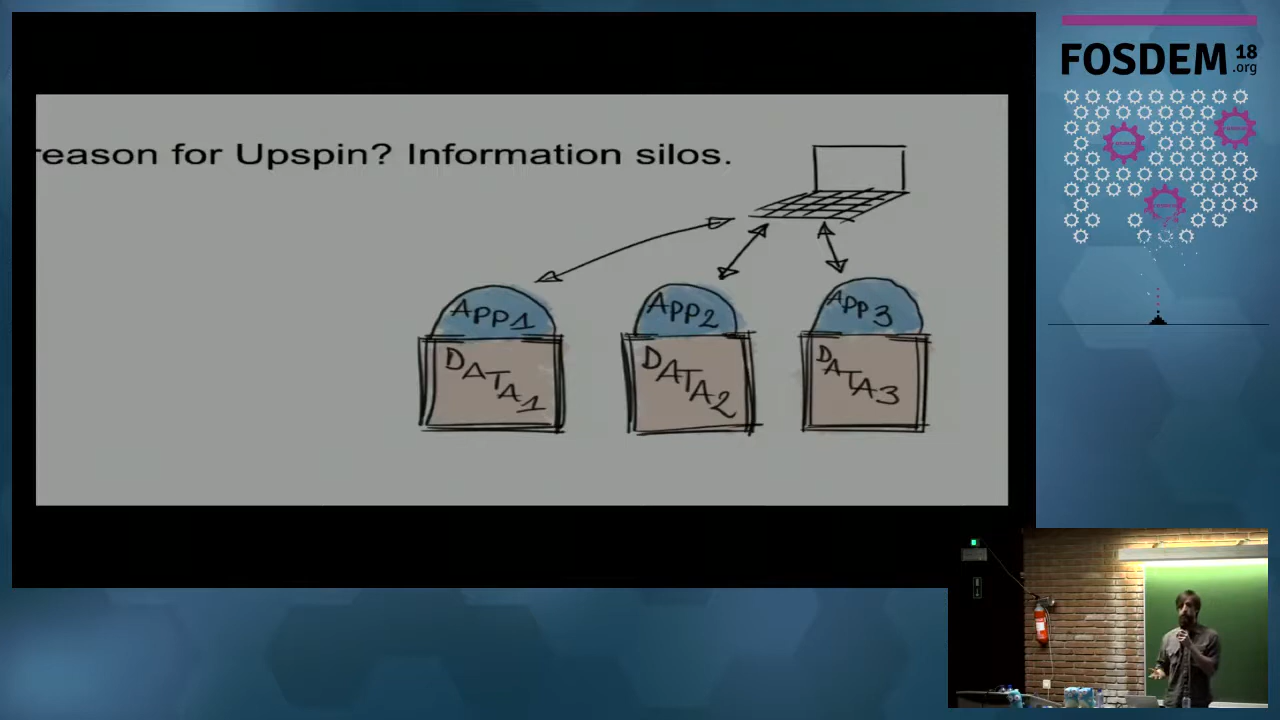 reason for Upspin? Information silos.
APP1
APP2
APP3
DATA1
DATA2
DATA3
FOSDEM 18
.org